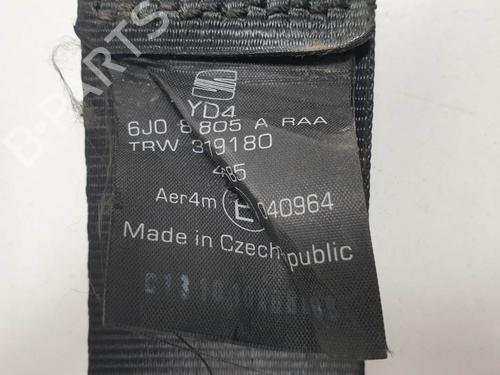 YD4
6J0 8 805 A RAA
TRW 319180
485
Aer4m E 040964
Made in Czech public
B-PARTS